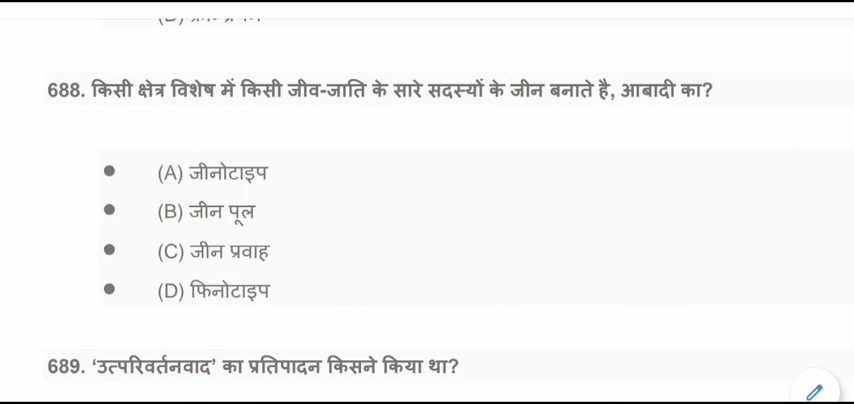 688. किसी क्षेत्र विशेष में किसी जीव-जाति के सारे सदस्यों के जीन बनाते है, आबादी का?
(A) जीनोटाइप
(B) जीन पूल
(C) जीन प्रवाह
(D) फिनोटाइप
689. ‘उत्परिवर्तनवाद’ का प्रतिपादन किसने किया था?